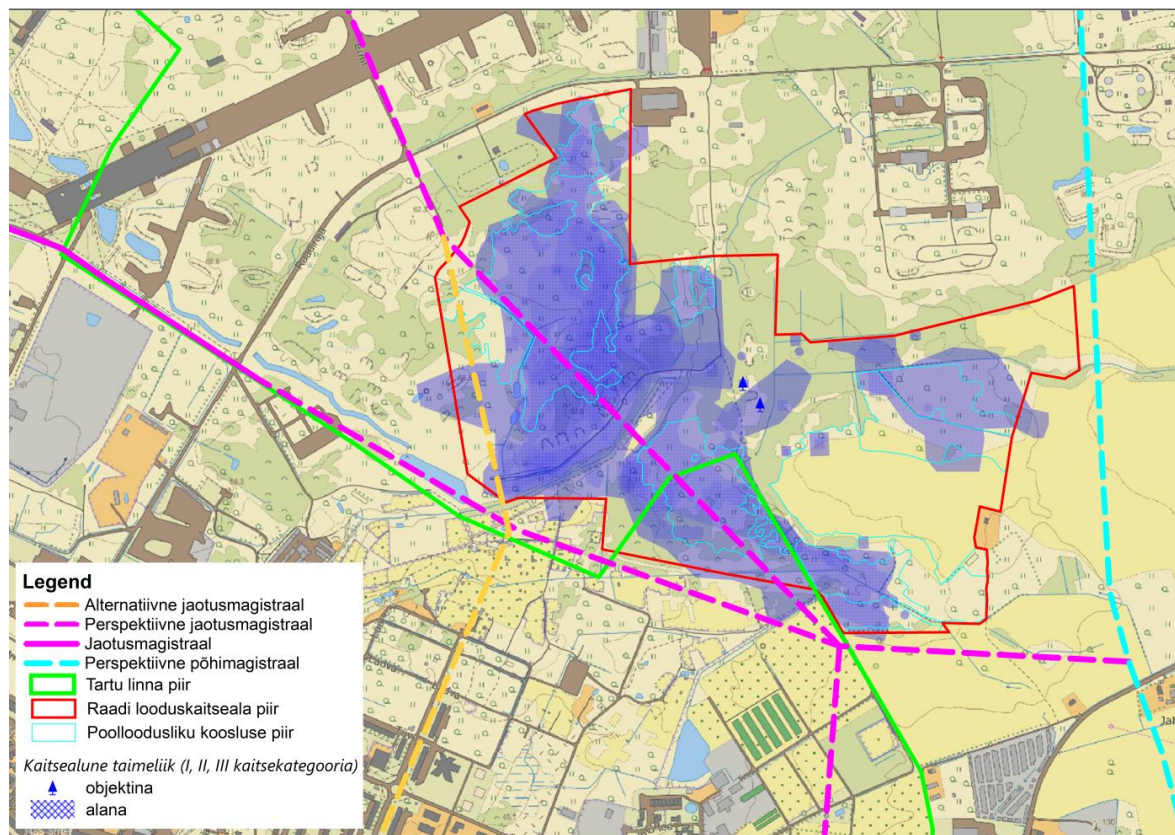 Raadiraja
Legend
Alternatiivne jaotusmagistraal
Perspektiivne jaotusmagistraal
Jaotusmagistraal
Perspektiivne põhimagistraal
Tartu linna piir
Raadi looduskaitseala piir
Poolloodusliku koosluse piir
Kaitsealune taimeliik (I, II, III kaitsekategooria)
objektina
alana